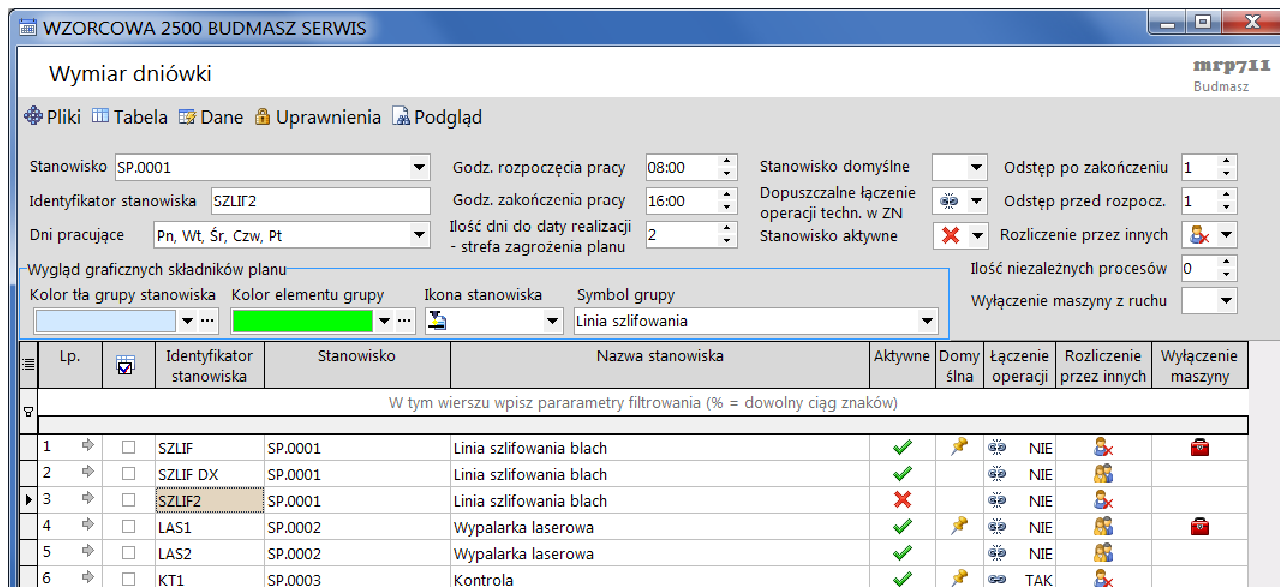 WZORCOWA 2500 BUDMASZ SERWIS
Wymiar dniówki
mrp711
Budmasz
Pliki Tabela Dane Uprawnienia Podgląd
Stanowisko SP.0001 Godz. rozpoczęcia pracy 08:00 Stanowisko domyślne Odstęp po zakończeniu 1
Identyfikator stanowiska SZLIF2 Godz. zakończenia pracy 16:00 Dopuszczalne łączenie operacji techn. w ZN Odstęp przed rozpocz. 1
Dni pracujące Pn, Wt, Śr, Czw, Pt Ilość dni do daty realizacji - strefa zagrożenia planu 2 Stanowisko aktywne Rozliczenie przez innych
Wygląd graficznych składników planu Ilość niezależnych procesów 0
Kolor tła grupy stanowiska Kolor elementu grupy Ikona stanowiska Symbol grupy Wyłączenie maszyny z ruchu
Linia szlifowania
Lp. Identyfikator stanowiska Stanowisko Nazwa stanowiska Aktywne Domy ślna Łączenie operacji Rozliczenie przez innych Wyłączenie maszyny
W tym wierszu wpisz pararametry filtrowania (% = dowolny ciąg znaków)
1 SZLIF SP.0001 Linia szlifowania blach NIE
2 SZLIF DX SP.0001 Linia szlifowania blach NIE
3 SZLIF2 SP.0001 Linia szlifowania blach NIE
4 LAS1 SP.0002 Wypalarka laserowa NIE
5 LAS2 SP.0002 Wypalarka laserowa NIE
6 KT1 SP.0003 Kontrola TAK